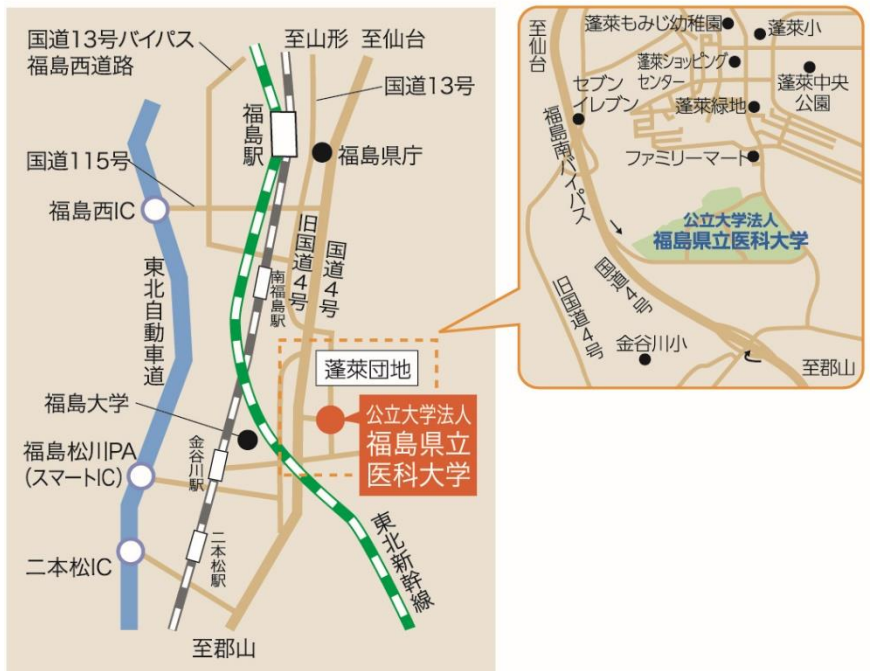 国道13号バイパス
福島西道路
至山形
至仙台
国道13号
福島駅
福島県庁
国道115号
福島西IC
旧国道4号
国道4号
南福島駅
東北自動車道
蓬萊団地
福島大学
公立大学法人
福島県立
医科大学
福島松川PA
(スマートIC)
金谷川駅
二本松IC
二本松駅
東北新幹線
至郡山
至仙台
蓬萊もみじ幼稚園
蓬萊小
蓬萊ショッピング
センター
蓬萊中央
公園
セブン
イレブン
蓬萊緑地
福島南バイパス
ファミリーマート
公立大学法人
福島県立医科大学
国道4号
旧国道4号
金谷川小
至郡山